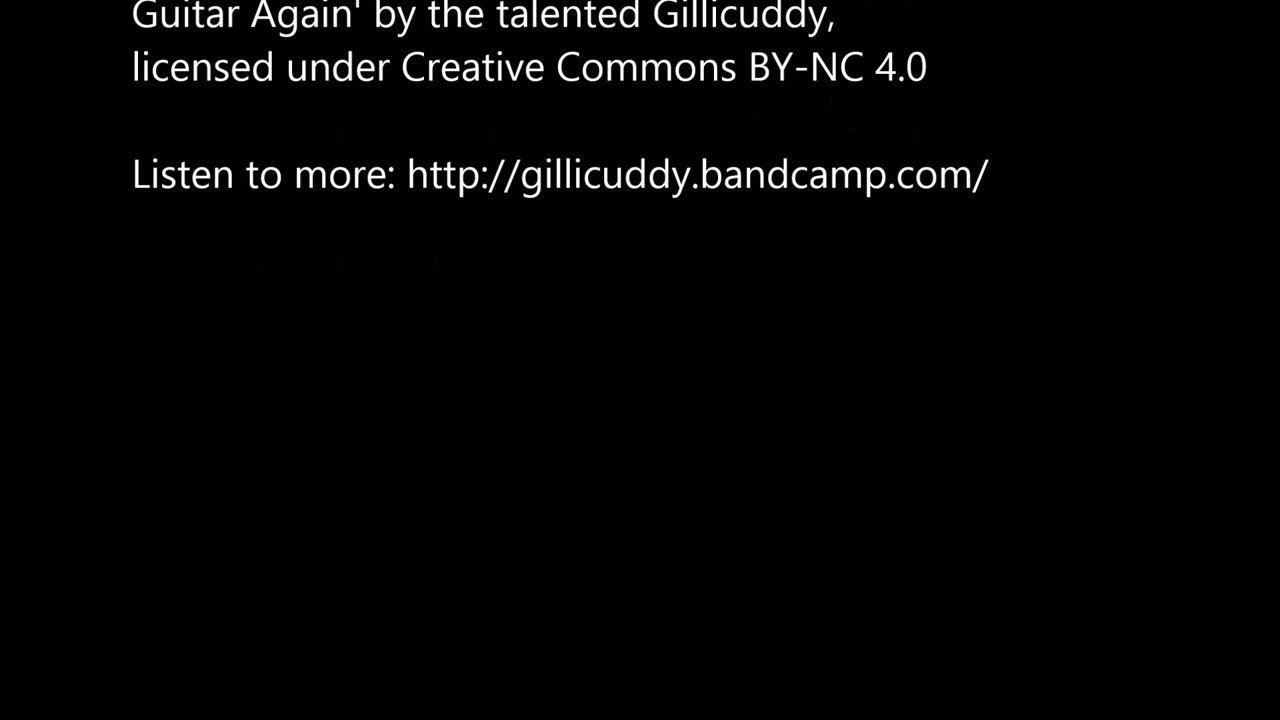 Guitar Again' by the talented Gillicuddy,
licensed under Creative Commons BY-NC 4.0
Listen to more: http://gillicuddy.bandcamp.com/